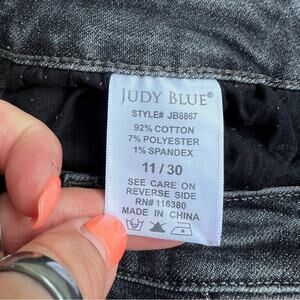 JUDY BLUE®
STYLE# JB8867
92% COTTON
7% POLYESTER
1% SPANDEX
11 / 30
SEE CARE ON
REVERSE SIDE
RN# 116380
MADE IN CHINA